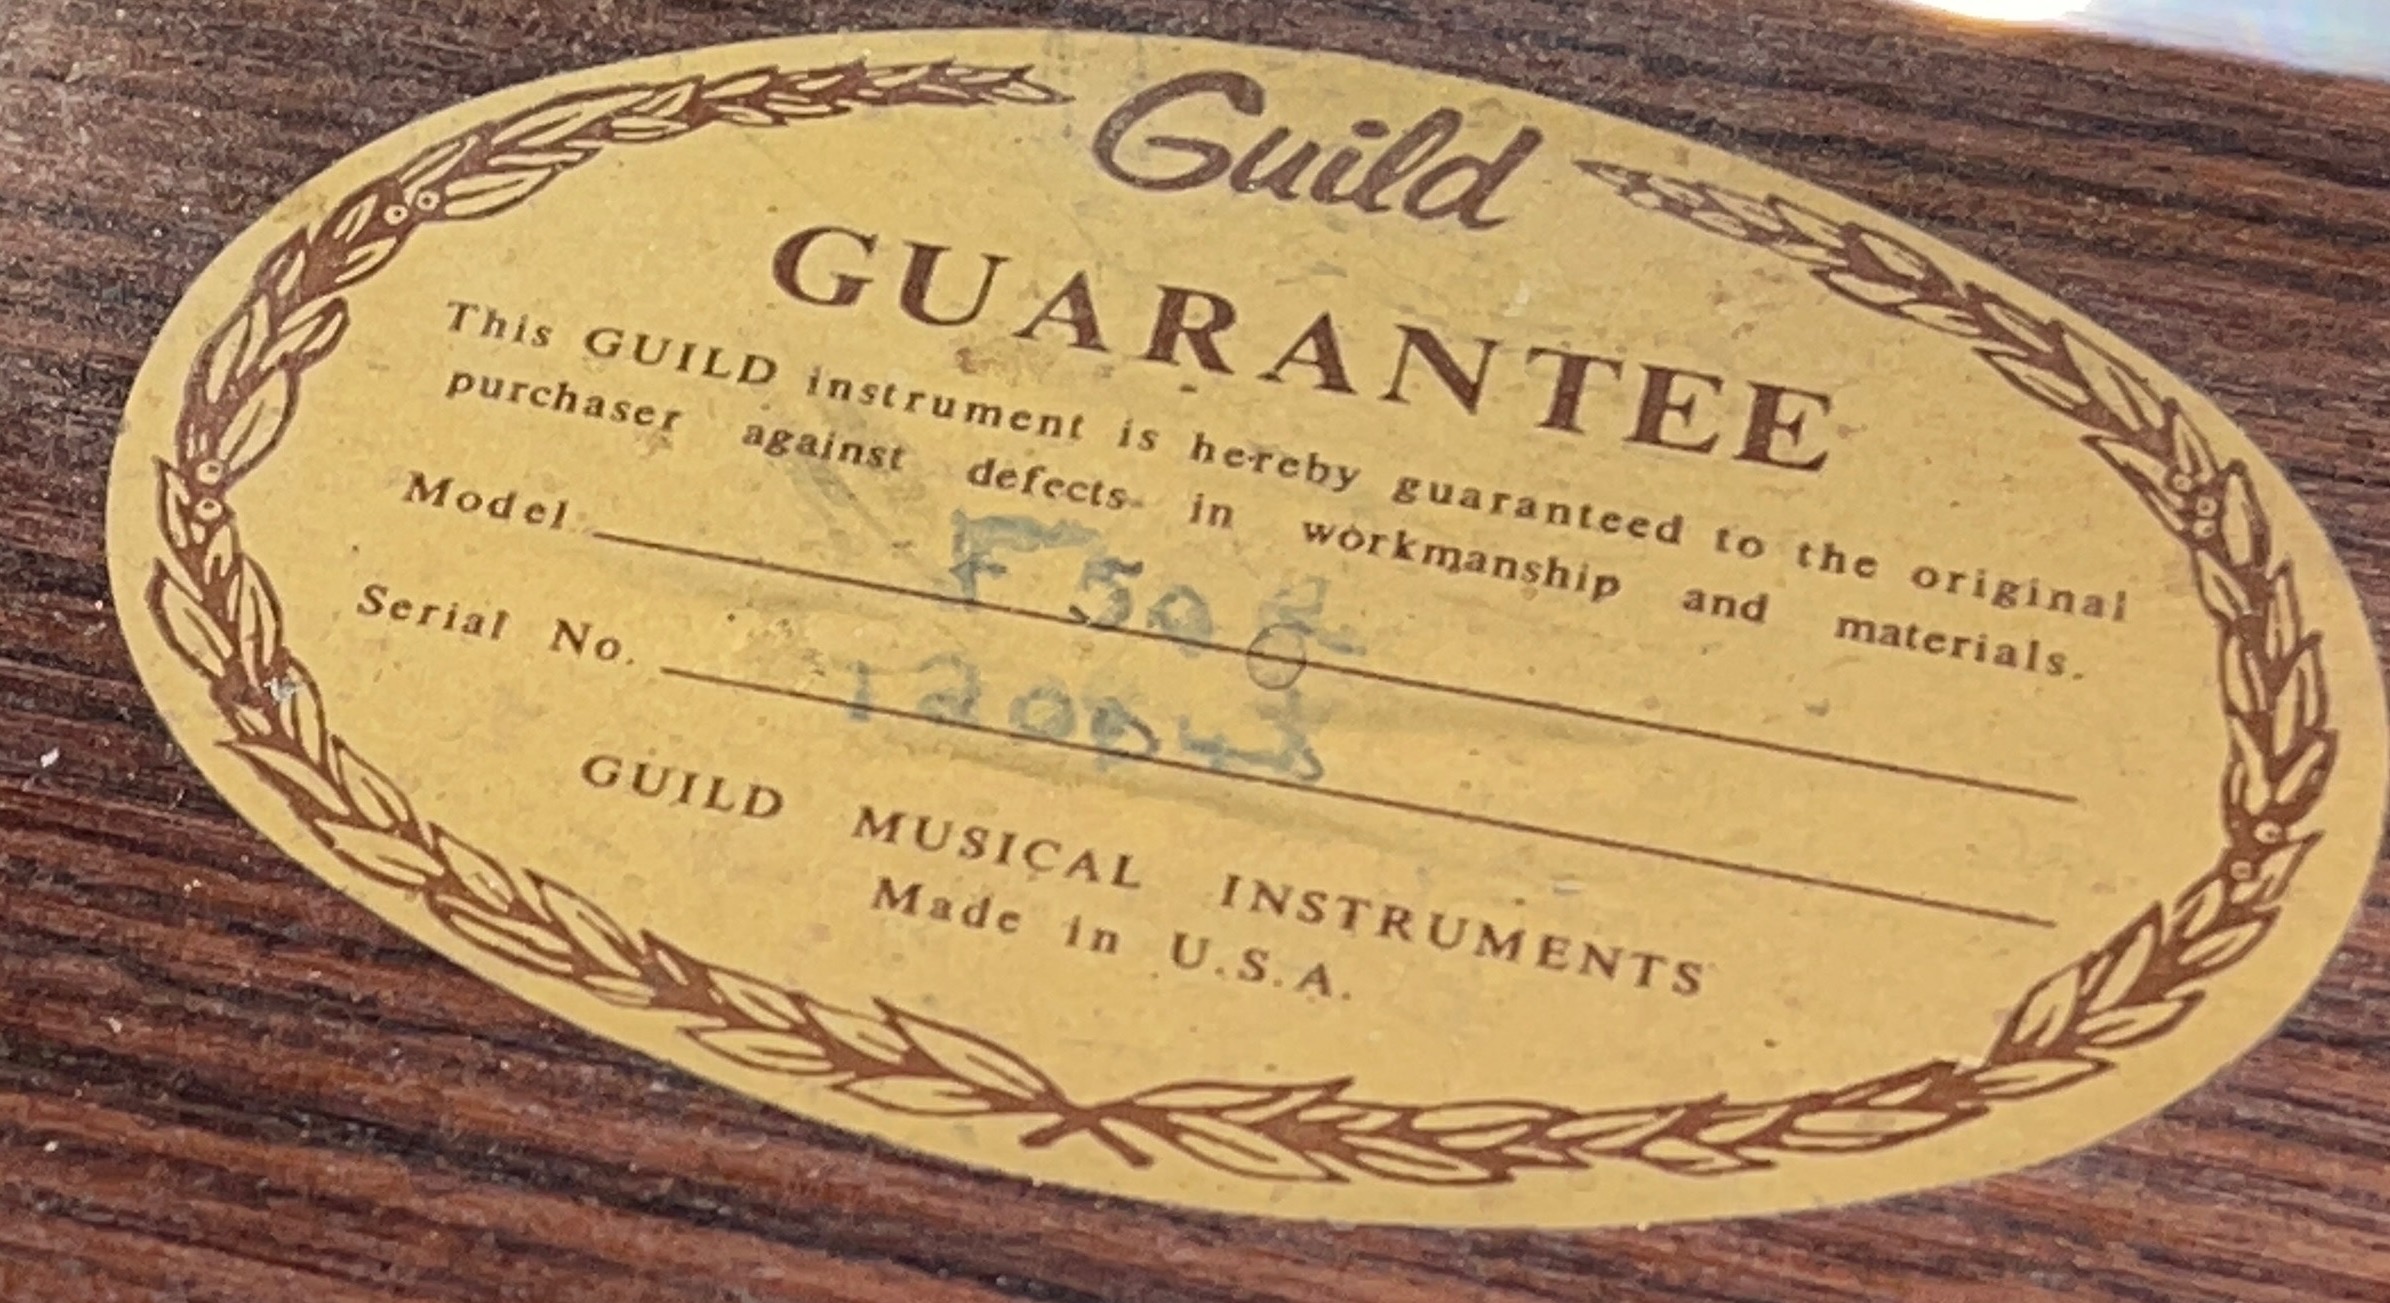 Guild
GUARANTEE
This GUILD instrument is hereby guaranteed to the original
purchaser against defects in workmanship and materials.
Model F 50
Serial No.
GUILD MUSICAL INSTRUMENTS
Made in U.S.A.